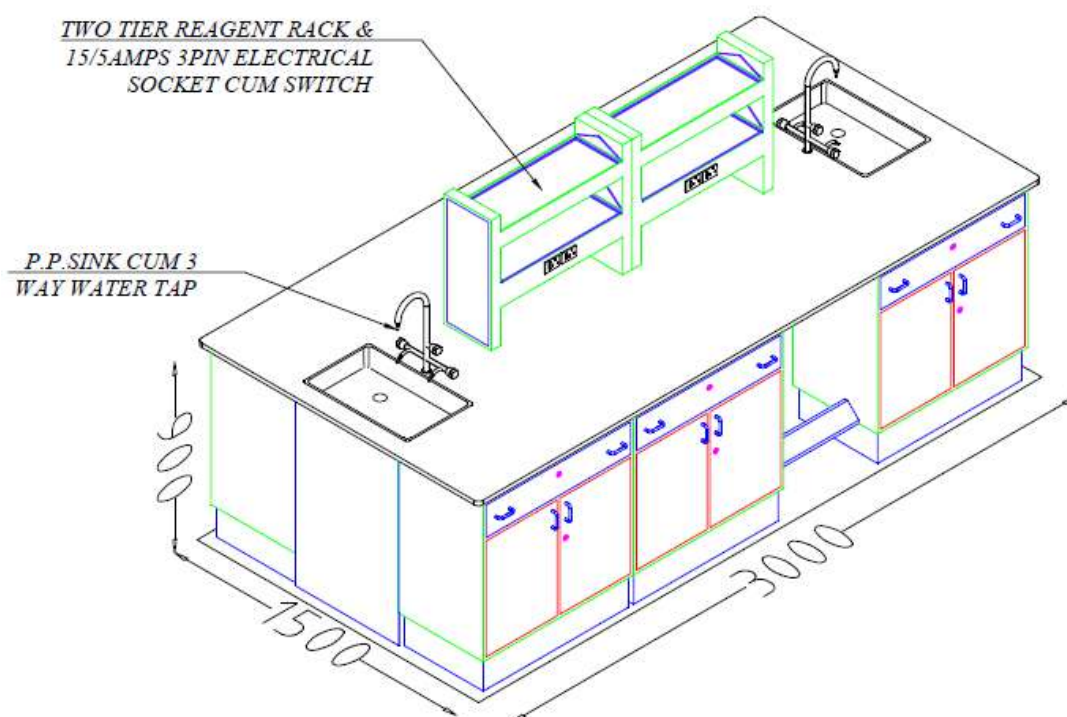 TWO TIER REAGENT RACK &
15/5AMPS 3PIN ELECTRICAL
SOCKET CUM SWITCH
P.P.SINK CUM 3
WAY WATER TAP
900
1500
3000